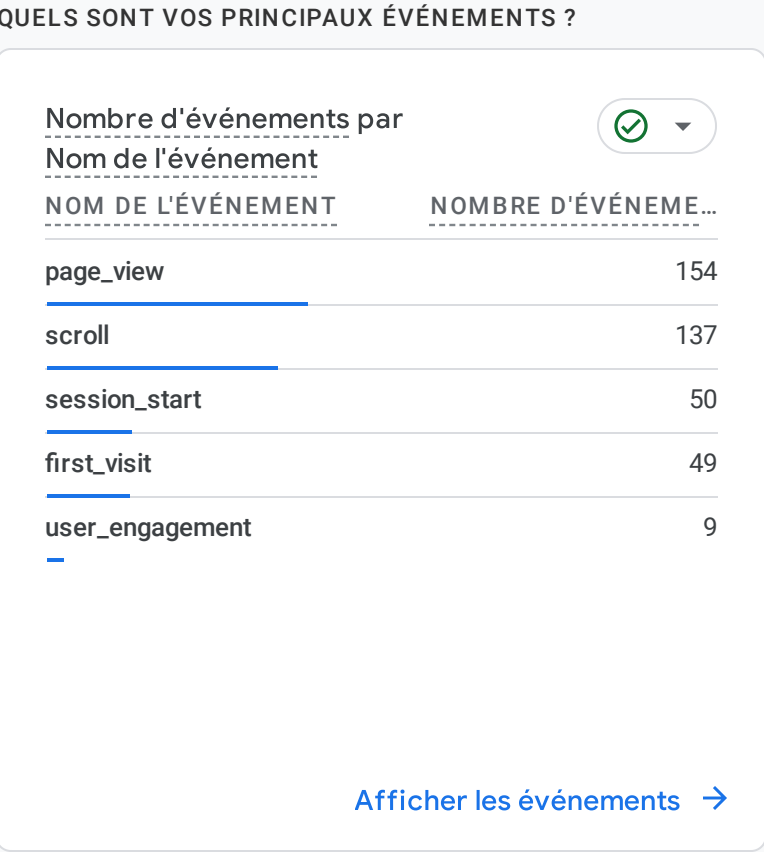 QUELS SONT VOS PRINCIPAUX ÉVÉNEMENTS ?
Nombre d'événements par
Nom de l'événement
NOM DE L'ÉVÉNEMENT NOMBRE D'ÉVÉNEME…
page_view 154
scroll 137
session_start 50
first_visit 49
user_engagement 9
Afficher les événements